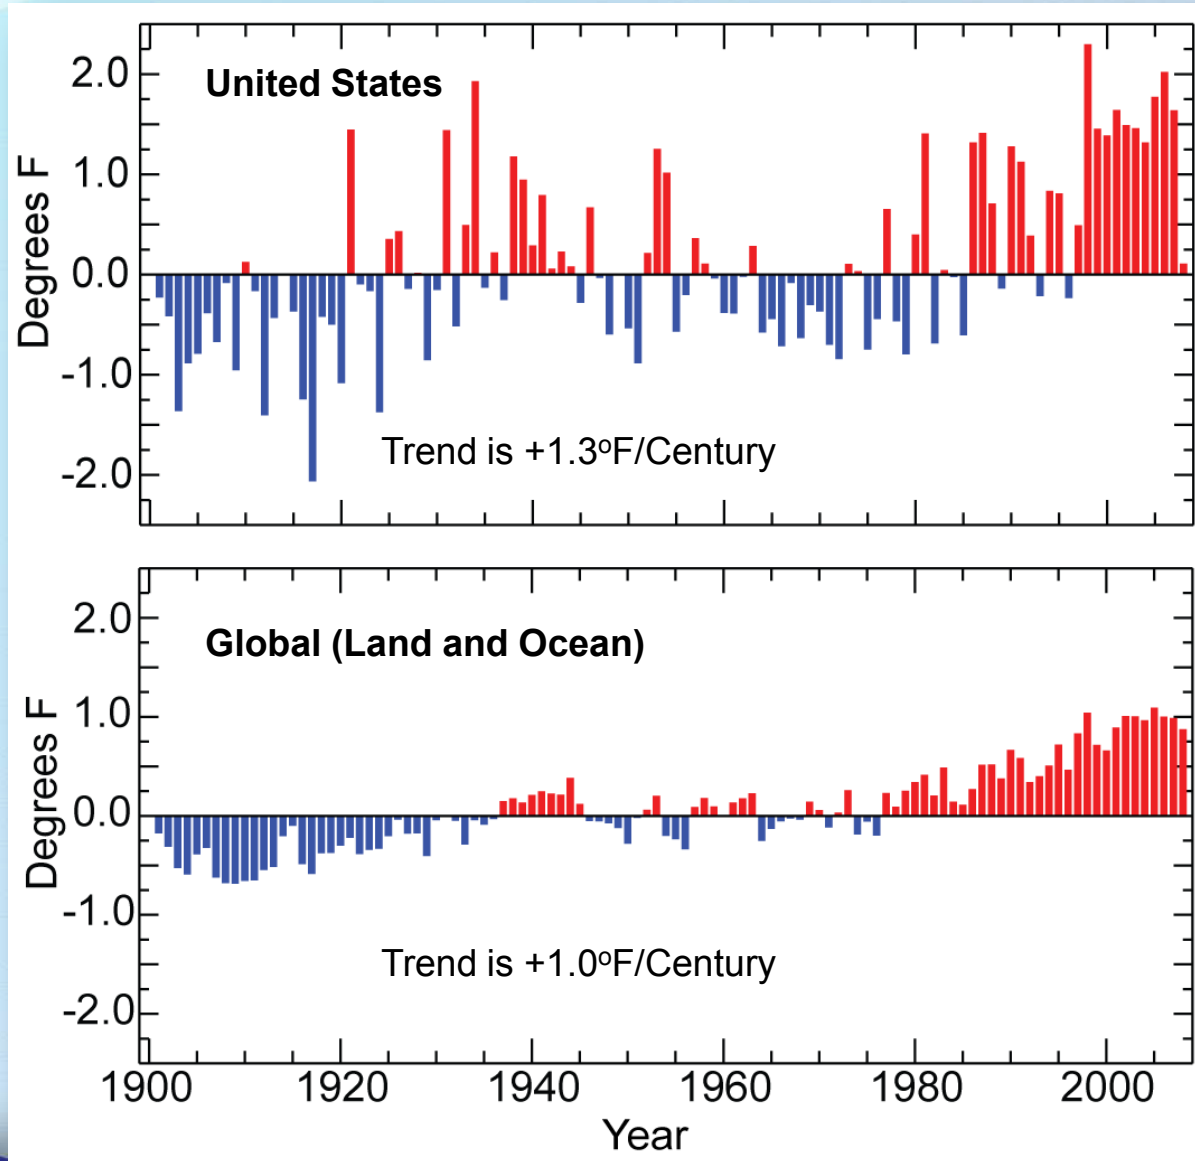 United States
Degrees F
2.0
1.0
0.0
-1.0
-2.0
Trend is +1.3ºF/Century
Global (Land and Ocean)
Degrees F
2.0
1.0
0.0
-1.0
-2.0
Trend is +1.0ºF/Century
1900 1920 1940 1960 1980 2000
Year